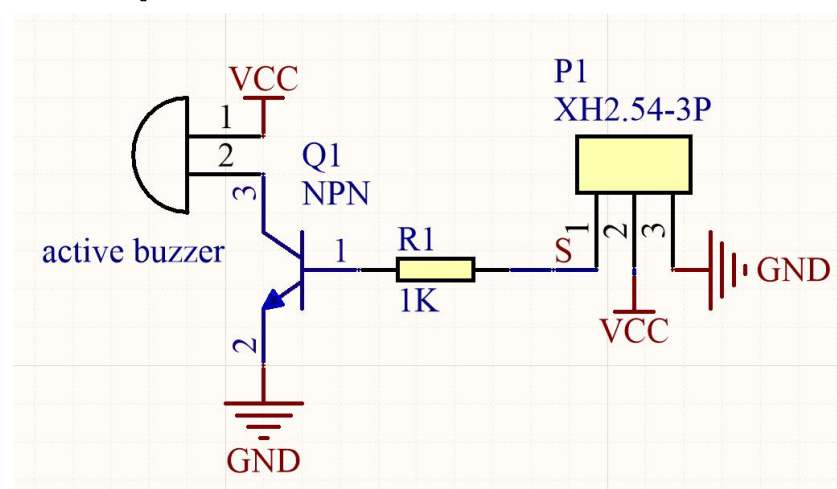 VCC
1
2
3
Q1
NPN
active buzzer
1
2
GND
R1
1K
P1
XH2.54-3P
1
2
3
S
VCC
GND